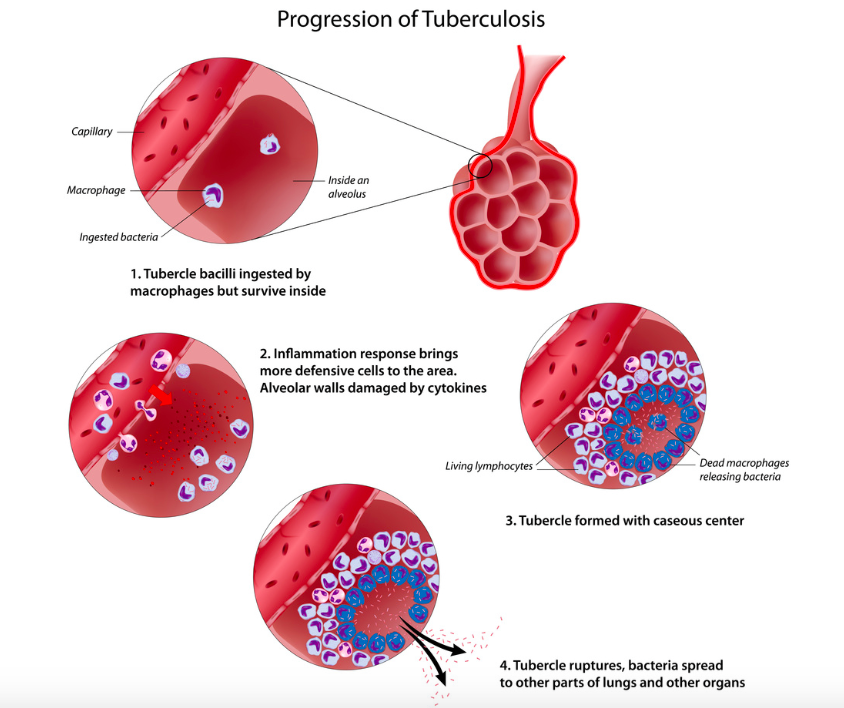 Progression of Tuberculosis
Capillary
Macrophage
Ingested bacteria
Inside an
alveolus
1. Tubercle bacilli ingested by
macrophages but survive inside
2. Inflammation response brings
more defensive cells to the area.
Alveolar walls damaged by cytokines
Living lymphocytes
Dead macrophages
releasing bacteria
3. Tubercle formed with caseous center
4. Tubercle ruptures, bacteria spread
to other parts of lungs and other organs